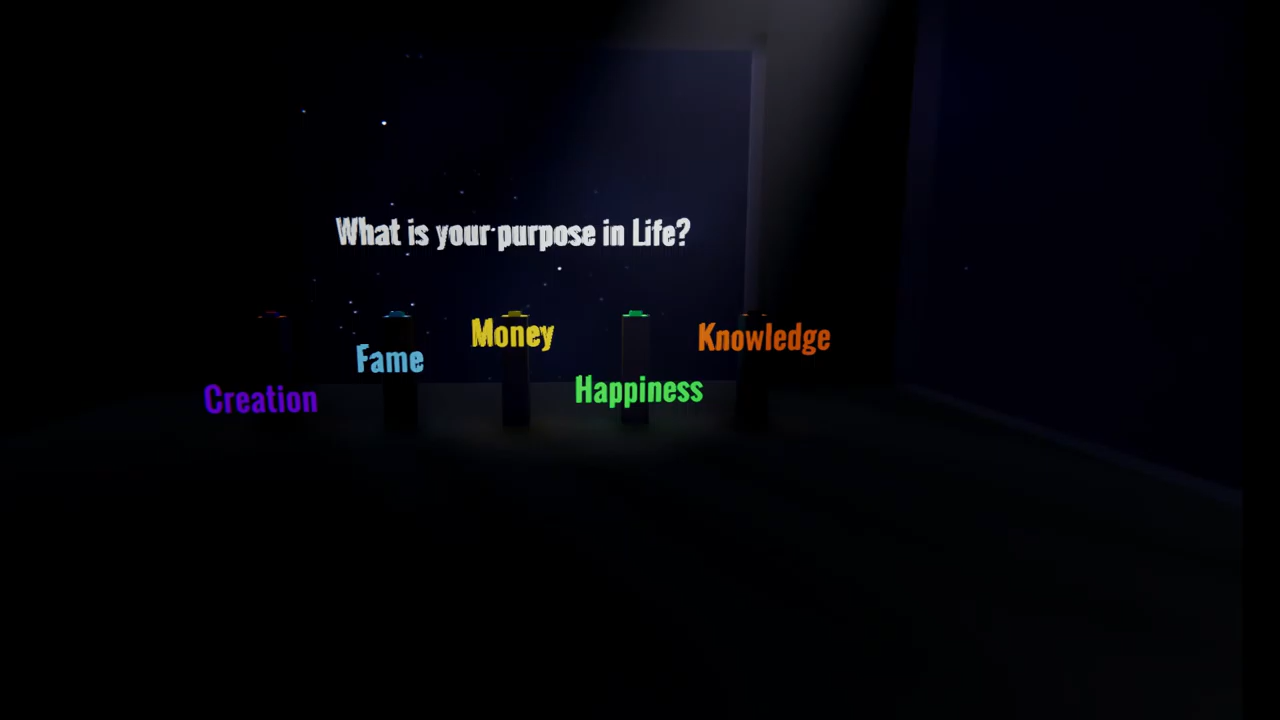 What is your purpose in Life?
Creation
Fame
Money
Happiness
Knowledge